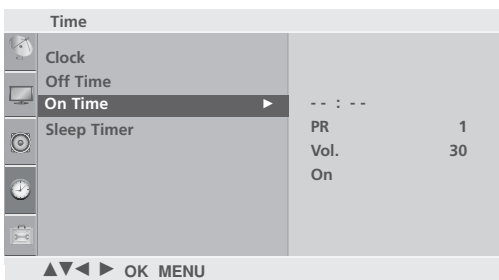 Time
Clock
Off Time
On Time ►
Sleep Timer
- - : - -
PR 1
Vol. 30
On
▲▼◄ ► OK MENU